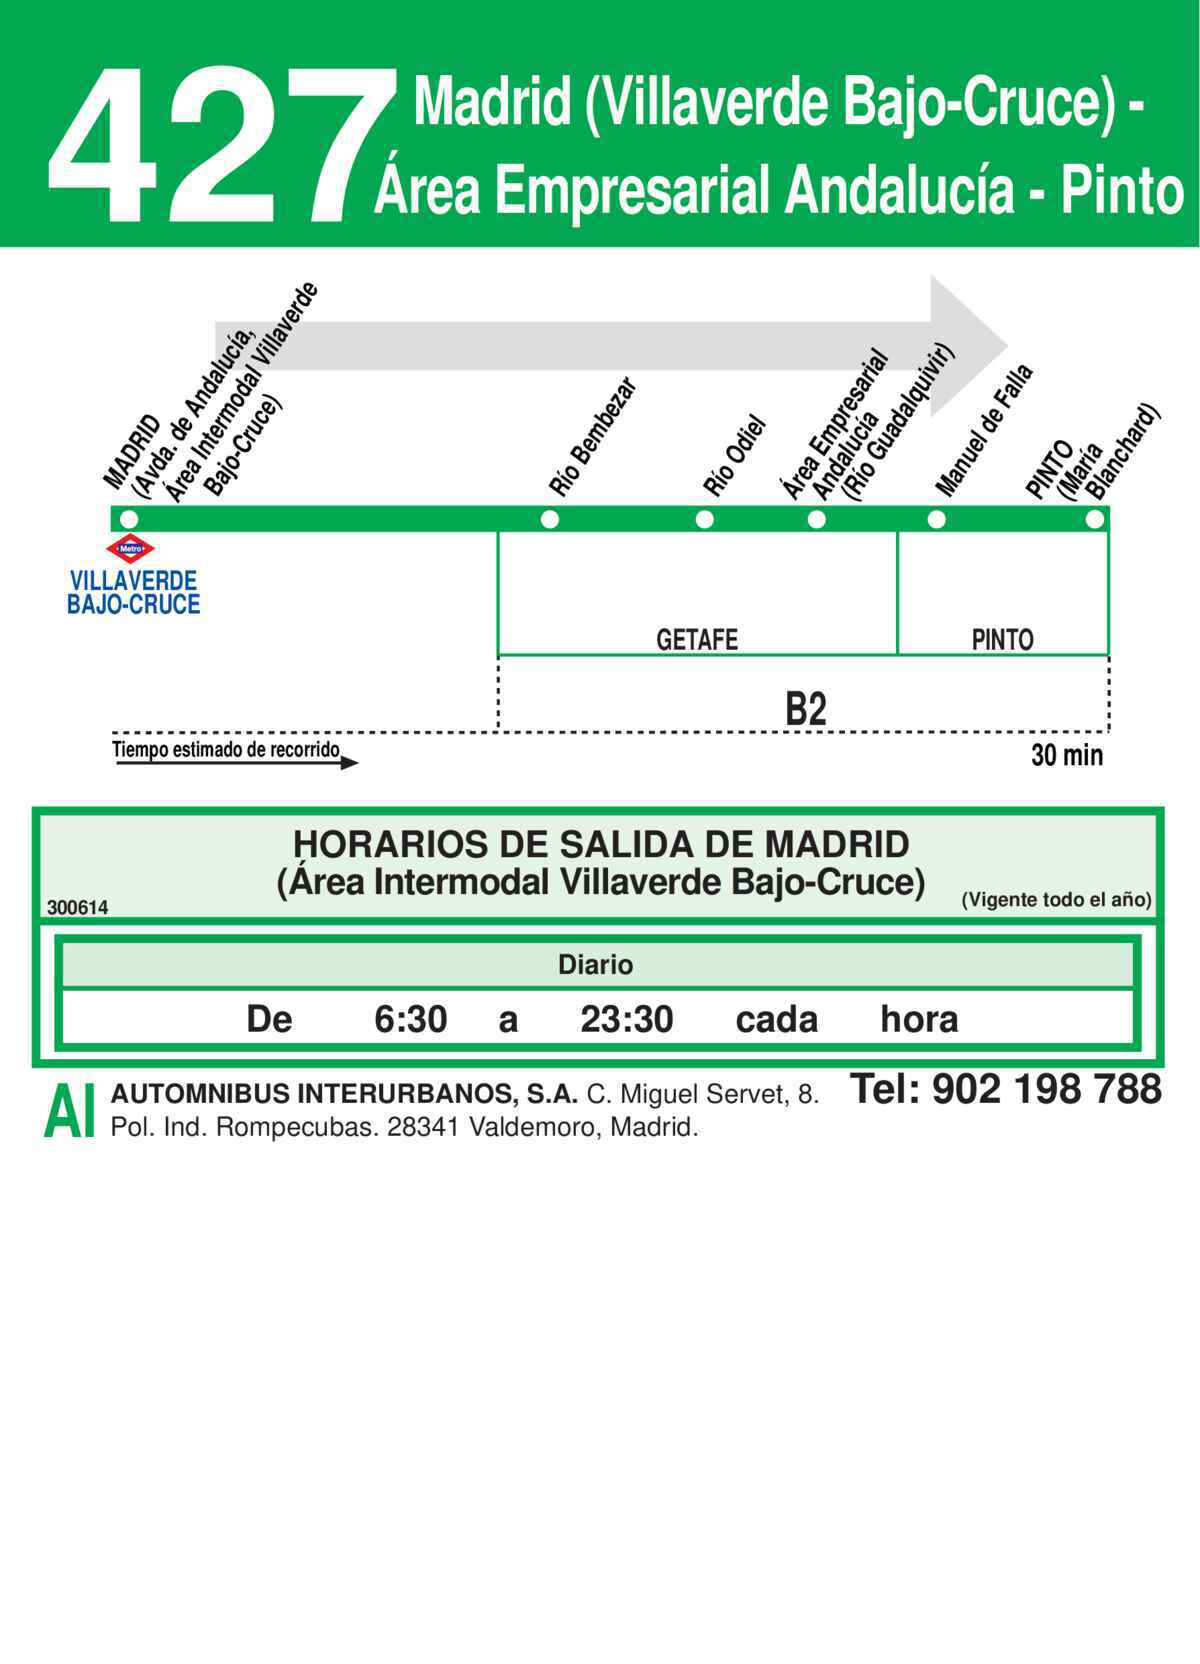 427
Madrid (Villaverde Bajo-Cruce) -
Área Empresarial Andalucía - Pinto
MADRID
(Avda. de Andalucía,
Área Intermodal Villaverde
Bajo-Cruce)
Río Bembezar
Río Odiel
Área Empresarial
Andalucía
(Río Guadalquivir)
Manuel de Falla
PINTO
(María
Blanchard)
Metro
VILLAVERDE
BAJO-CRUCE
GETAFE
PINTO
B2
Tiempo estimado de recorrido
30 min
HORARIOS DE SALIDA DE MADRID
(Área Intermodal Villaverde Bajo-Cruce)
300614
(Vigente todo el año)
Diario
De 6:30 a 23:30 cada hora
AI
AUTOMNIBUS INTERURBANOS, S.A. C. Miguel Servet, 8.
Pol. Ind. Rompecubas. 28341 Valdemoro, Madrid.
Tel: 902 198 788